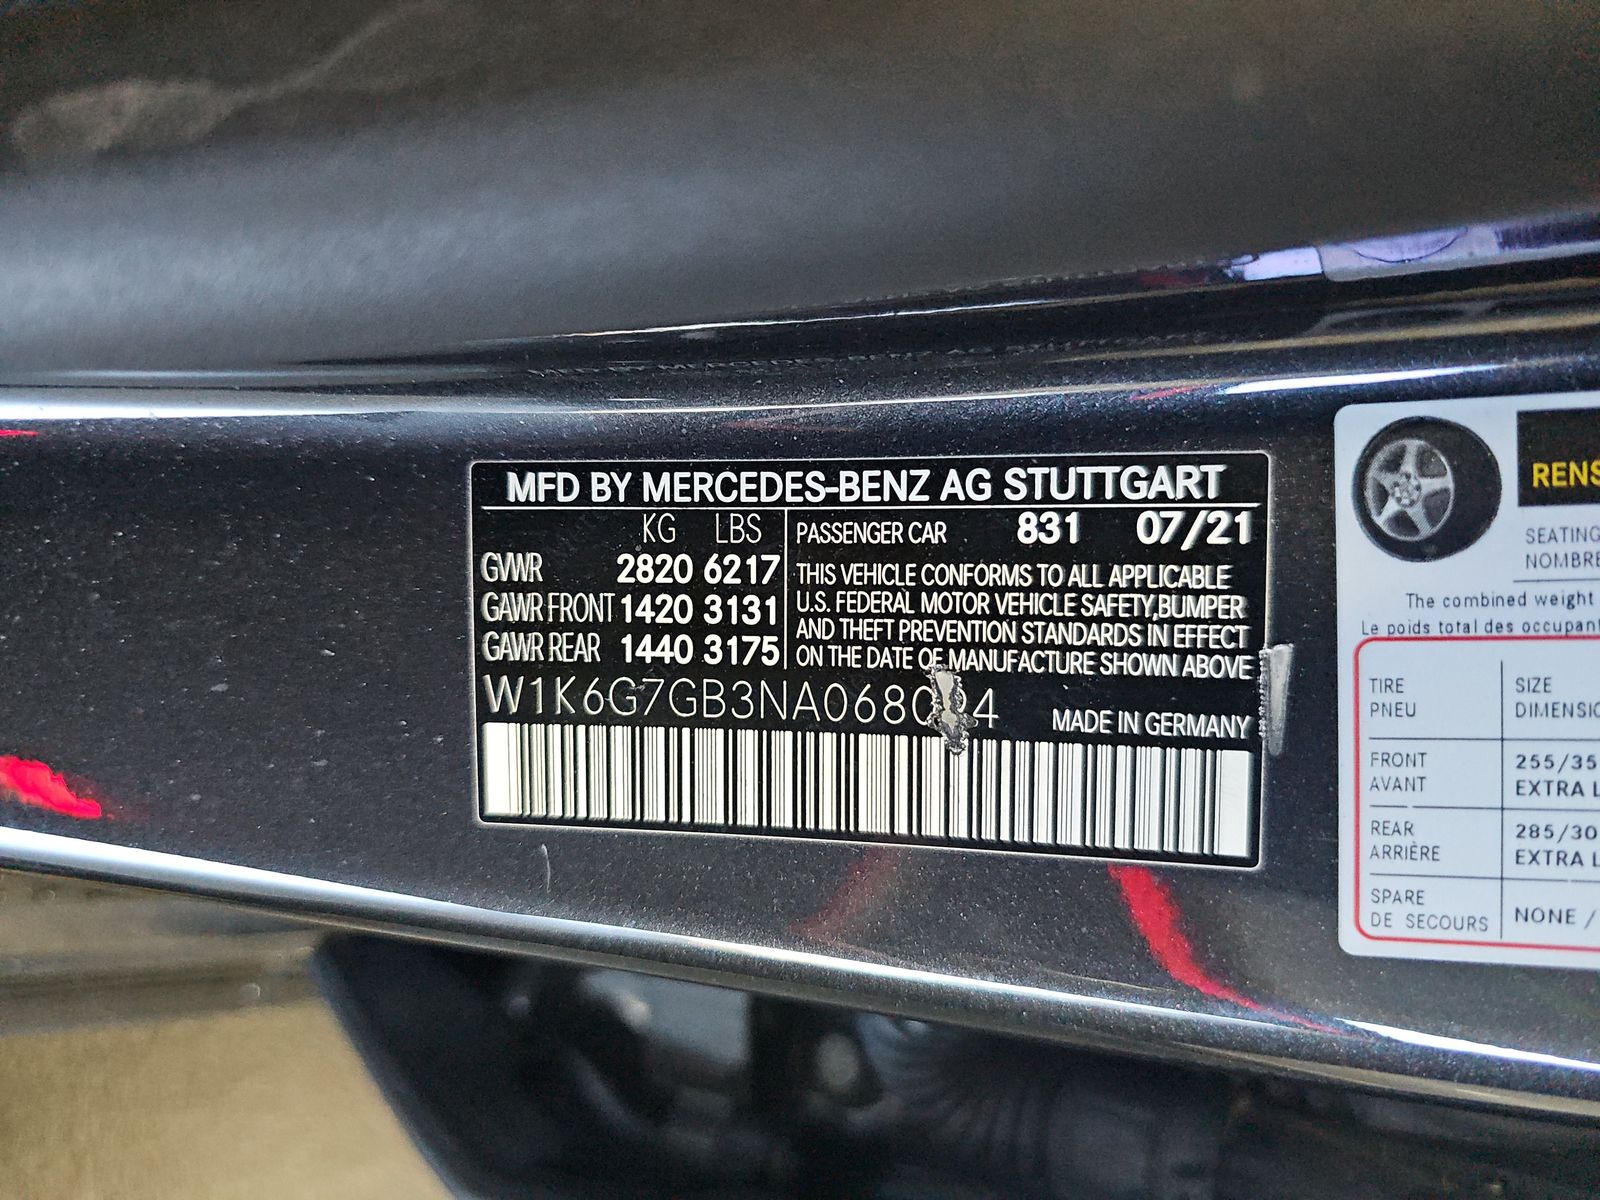 MFD BY MERCEDES-BENZ AG STUTTGART
KG LBS
GVWR 2820 6217
GAWR FRONT 1420 3131
GAWR REAR 1440 3175
PASSENGER CAR 831 07/21
THIS VEHICLE CONFORMS TO ALL APPLICABLE
U.S. FEDERAL MOTOR VEHICLE SAFETY,BUMPER
AND THEFT PREVENTION STANDARDS IN EFFECT
ON THE DATE OF MANUFACTURE SHOWN ABOVE
MADE IN GERMANY
RENS
SEATING
NOMBRE
The combined weight
Le poids total des occupant
TIRE
PNEU
SIZE
DIMENSIO
FRONT
AVANT
255/35
EXTRA L
REAR
ARRIÈRE
285/30
EXTRA L
SPARE
DE SECOURS
NONE /